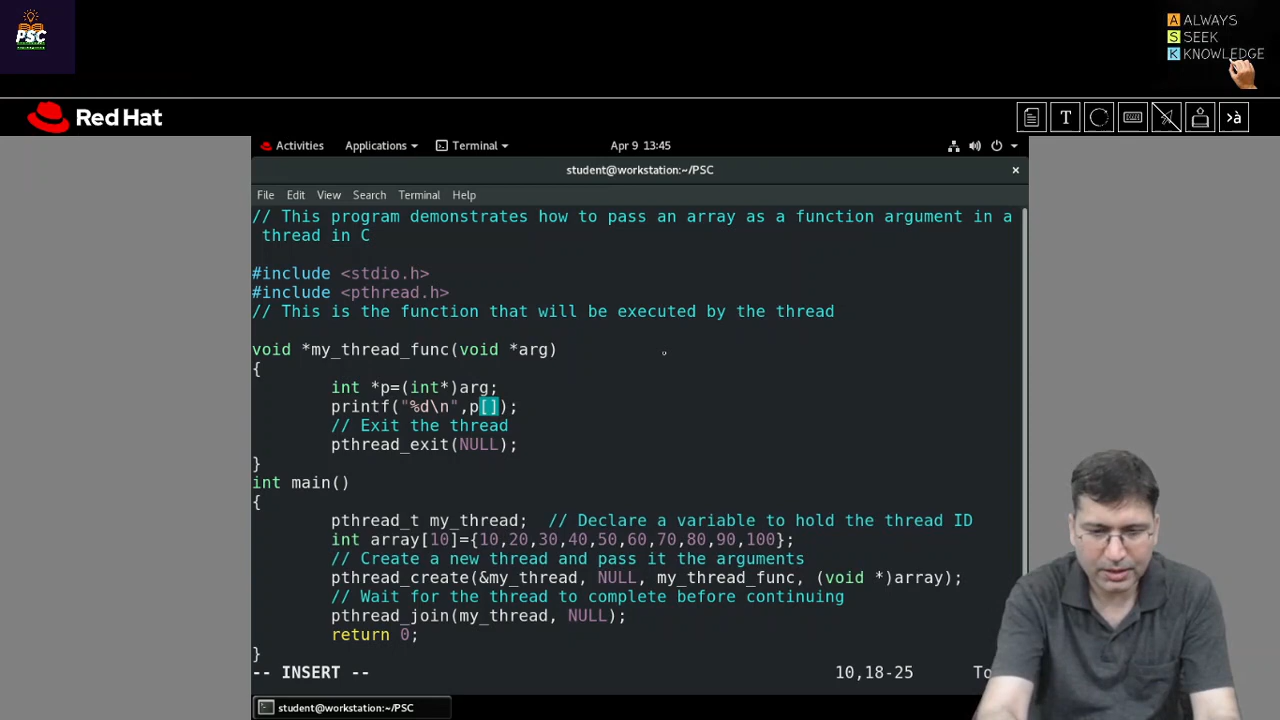 PSC
ALWAYS
SEEK
KNOWLEDGE
Red Hat
Activities Applications Terminal Apr 9 13:45
student@workstation:~/PSC
File Edit View Search Terminal Help
// This program demonstrates how to pass an array as a function argument in a
thread in C
#include <stdio.h>
#include <pthread.h>
// This is the function that will be executed by the thread
void *my_thread_func(void *arg)
{
int *p=(int*)arg;
printf("%d\n",p[]);
// Exit the thread
pthread_exit(NULL);
}
int main()
{
pthread_t my_thread;  // Declare a variable to hold the thread ID
int array[10]={10,20,30,40,50,60,70,80,90,100};
// Create a new thread and pass it the arguments
pthread_create(&my_thread, NULL, my_thread_func, (void *)array);
// Wait for the thread to complete before continuing
pthread_join(my_thread, NULL);
return 0;
}
-- INSERT -- 10,18-25
student@workstation:~/PSC